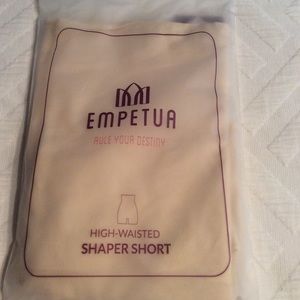 EMPETUA
RULE YOUR DESTINY
HIGH-WAISTED
SHAPER SHORT